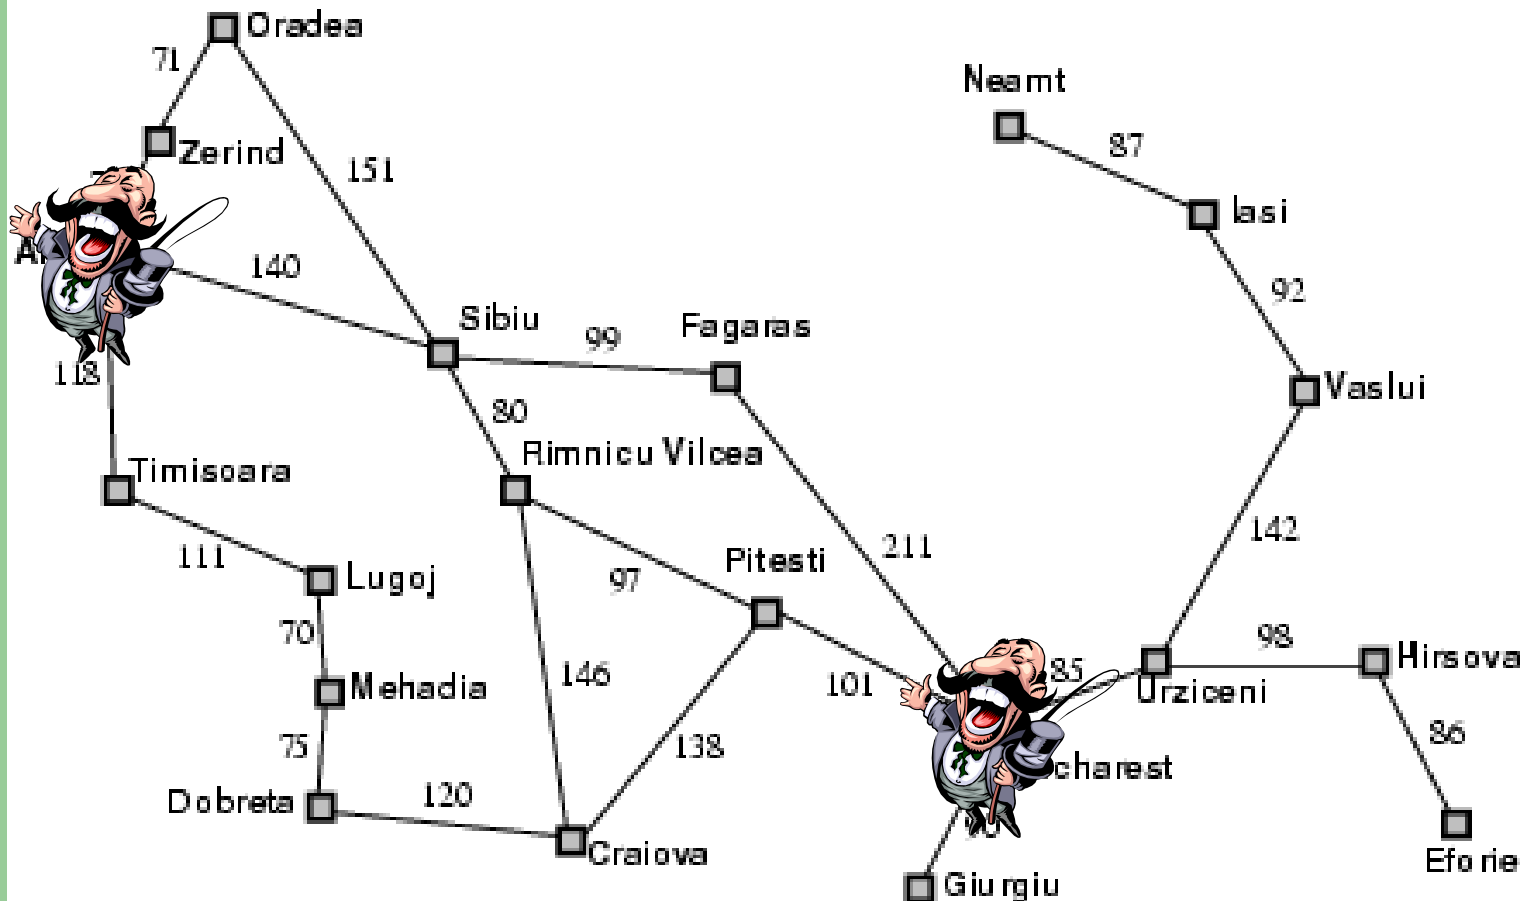 Oradea
71
Neamt
Zerind
87
151
Iasi
140
92
Sibiu
Fagaras
99
118
Vaslui
80
Rimnicu Vilcea
Timisoara
142
111
211
Pitesti
97
Lugoj
70
98
Hirsova
146
101
85
Urziceni
Mehadia
86
75
138
charest
Dobreta
120
Craiova
Eforie
Giurgiu